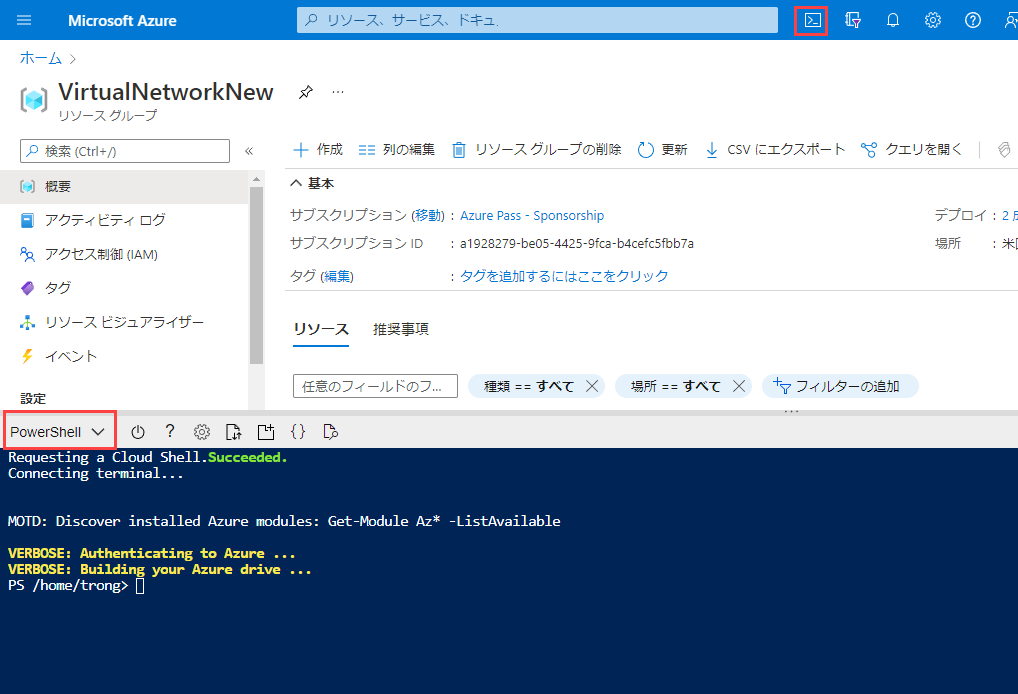 Microsoft Azure
リソース、サービス、ドキュ.
ホーム
VirtualNetworkNew ...
リソース グループ
検索 (Ctrl+/) «
作成 列の編集 リソース グループの削除 更新 CSV にエクスポート クエリを開く
概要
アクティビティ ログ
アクセス制御 (IAM)
タグ
リソース ビジュアライザー
イベント
設定
基本
サブスクリプション (移動) : Azure Pass - Sponsorship デプロイ : 2
サブスクリプション ID : a1928279-be05-4425-9fca-b4cefc5fbb7a 場所 : 米
タグ (編集) : タグを追加するにはここをクリック
リソース 推奨事項
任意のフィールドのフ... 種類 == すべて 場所 == すべて フィルターの追加
PowerShell ? {}
Requesting a Cloud Shell.Succeeded.
Connecting terminal...
MOTD: Discover installed Azure modules: Get-Module Az* -ListAvailable
VERBOSE: Authenticating to Azure ...
VERBOSE: Building your Azure drive ...
PS /home/trong>